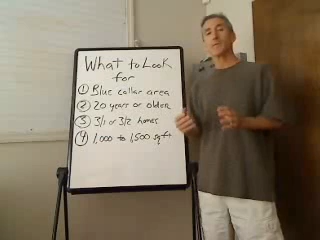 What to Look
for
① Blue collar area
② 20 years or older
③ 3/1 or 3/2 homes
④ 1,000 to 1,500 sq ft